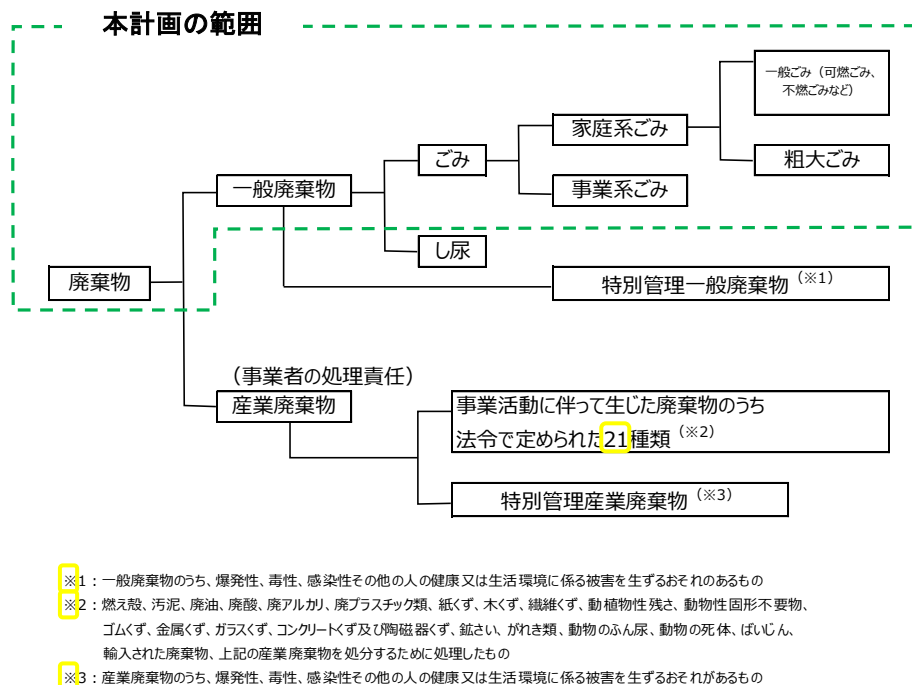 本計画の範囲
一般ごみ（可燃ごみ、
不燃ごみなど）
家庭系ごみ
ごみ
粗大ごみ
一般廃棄物
事業系ごみ
し尿
廃棄物
特別管理一般廃棄物（※1）
（事業者の処理責任）
産業廃棄物
事業活動に伴って生じた廃棄物のうち
法令で定められた21種類（※2）
特別管理産業廃棄物（※3）
※1：一般廃棄物のうち、爆発性、毒性、感染性その他の人の健康又は生活環境に係る被害を生ずるおそれのあるもの
※2：燃え殻、汚泥、廃油、廃酸、廃アルカリ、廃プラスチック類、紙くず、木くず、繊維くず、動植物性残さ、動物性固形不要物、
ゴムくず、金属くず、ガラスくず、コンクリートくず及び陶磁器くず、鉱さい、がれき類、動物のふん尿、動物の死体、ばいじん、
輸入された廃棄物、上記の産業廃棄物を処分するために処理したもの
※3：産業廃棄物のうち、爆発性、毒性、感染性その他の人の健康又は生活環境に係る被害を生ずるおそれがあるもの